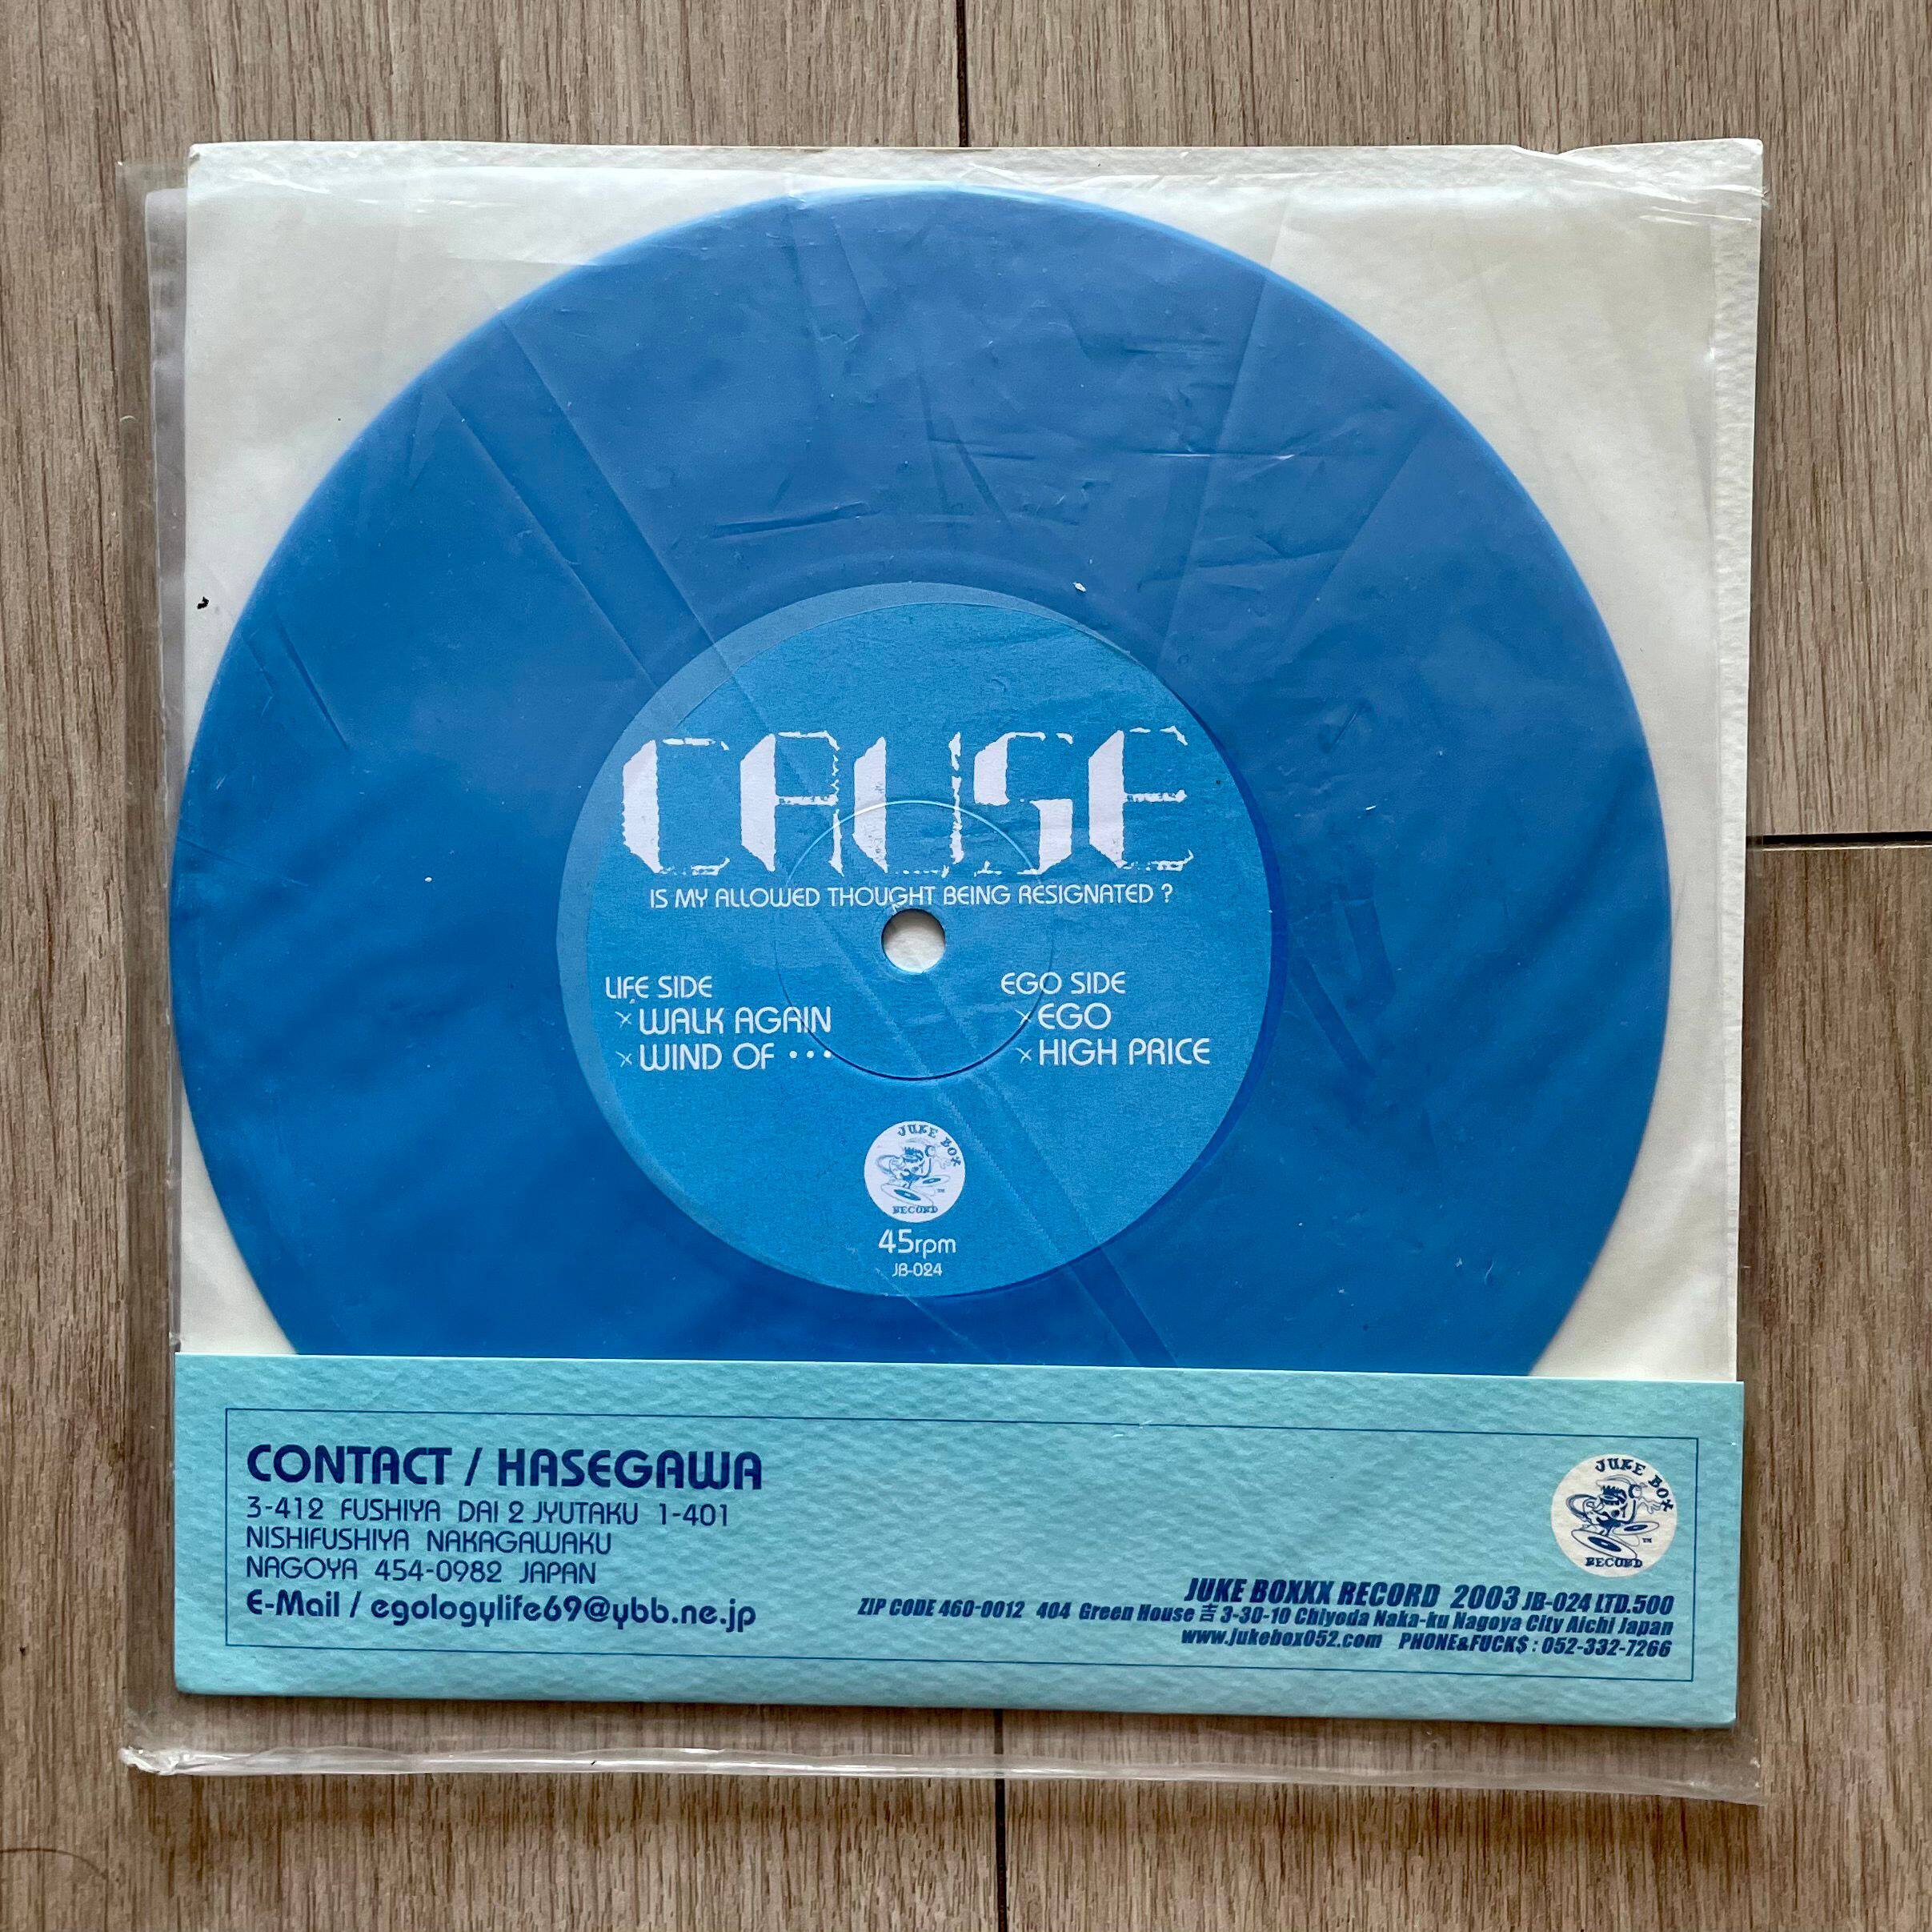 CAUSE
IS MY ALLOWED THOUGHT BEING RESIGNATED ?
LIFE SIDE
× WALK AGAIN
× WIND OF •••
EGO SIDE
× EGO
× HIGH PRICE
JUKE BOX
RECORD
45rpm
JB-024
CONTACT / HASEGAWA
3-412 FUSHIYA DAI 2 JYUTAKU 1-401
NISHIFUSHIYA NAKAGAWAKU
NAGOYA 454-0982 JAPAN
E-Mail / egologylife69@ybb.ne.jp
JUKE BOX
TM
RECORD
JUKE BOXXX RECORD 2003 JB-024 LTD.500
ZIP CODE 460-0012 404 Green House 吉 3-30-10 Chiyoda Naka-ku Nagoya City Aichi Japan
www.jukebox052.com PHONE&FUCK$ : 052-332-7266